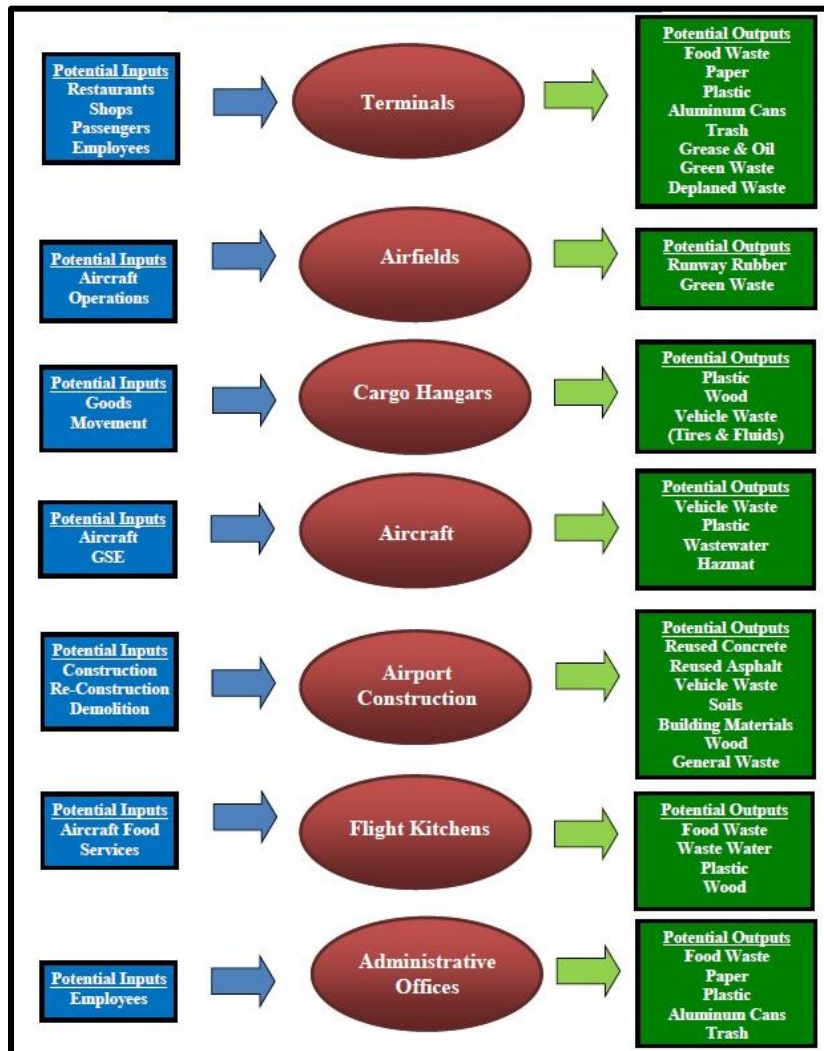 Potential Inputs
Restaurants
Shops
Passengers
Employees
Terminals
Potential Outputs
Food Waste
Paper
Plastic
Aluminum Cans
Trash
Grease & Oil
Green Waste
Deplaned Waste
Potential Inputs
Aircraft
Operations
Airfields
Potential Outputs
Runway Rubber
Green Waste
Potential Inputs
Goods
Movement
Cargo Hangars
Potential Outputs
Plastic
Wood
Vehicle Waste
(Tires & Fluids)
Potential Inputs
Aircraft
GSE
Aircraft
Potential Outputs
Vehicle Waste
Plastic
Wastewater
Hazmat
Potential Inputs
Construction
Re-Construction
Demolition
Airport
Construction
Potential Outputs
Reused Concrete
Reused Asphalt
Vehicle Waste
Soils
Building Materials
Wood
General Waste
Potential Inputs
Aircraft Food
Services
Flight Kitchens
Potential Outputs
Food Waste
Waste Water
Plastic
Wood
Potential Inputs
Employees
Administrative
Offices
Potential Outputs
Food Waste
Paper
Plastic
Aluminum Cans
Trash